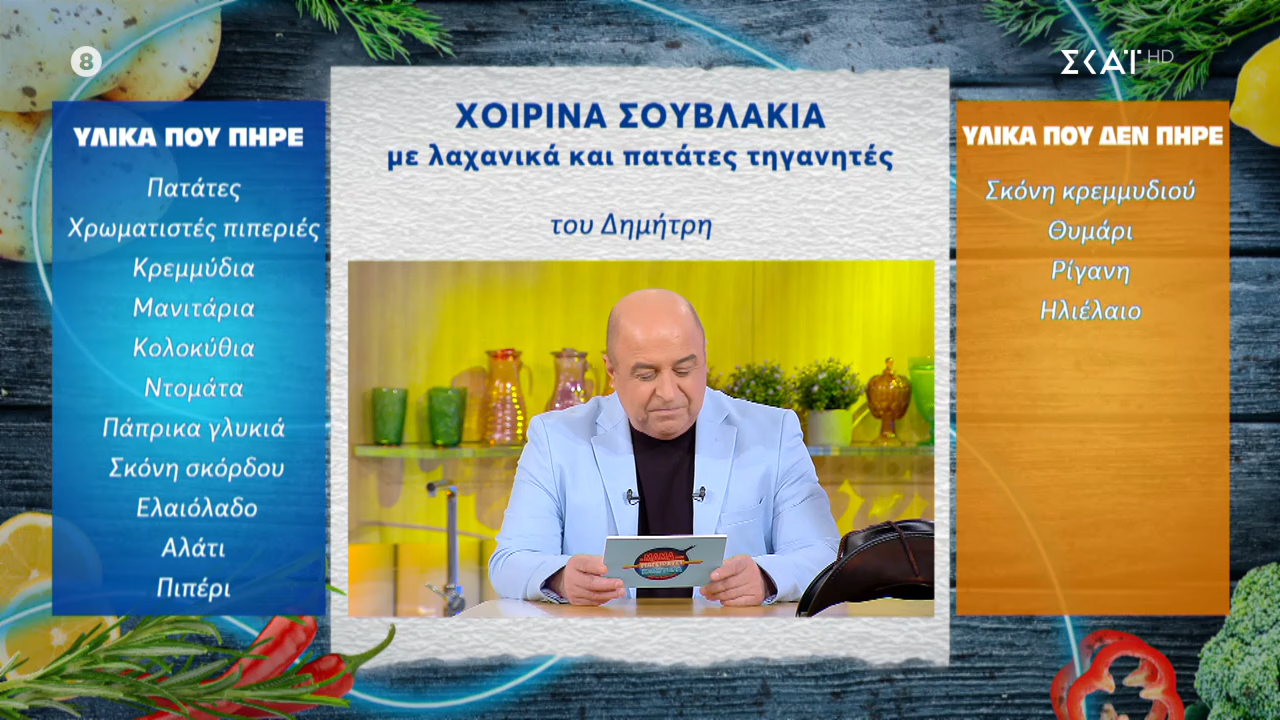 8
ΣΚΑΪ HD
ΥΛΙΚΑ ΠΟΥ ΠΗΡΕ
Πατάτες
Χρωματιστές πιπεριές
Κρεμμύδια
Μανιτάρια
Κολοκύθια
Ντομάτα
Πάπρικα γλυκιά
Σκόνη σκόρδου
Ελαιόλαδο
Αλάτι
Πιπέρι
ΧΟΙΡΙΝΑ ΣΟΥΒΛΑΚΙΑ
με λαχανικά και πατάτες τηγανητές
του Δημήτρη
ΜΑΜΑ
ΥΛΙΚΑ ΠΟΥ ΔΕΝ ΠΗΡΕ
Σκόνη κρεμμυδιού
Θυμάρι
Ρίγανη
Ηλιέλαιο